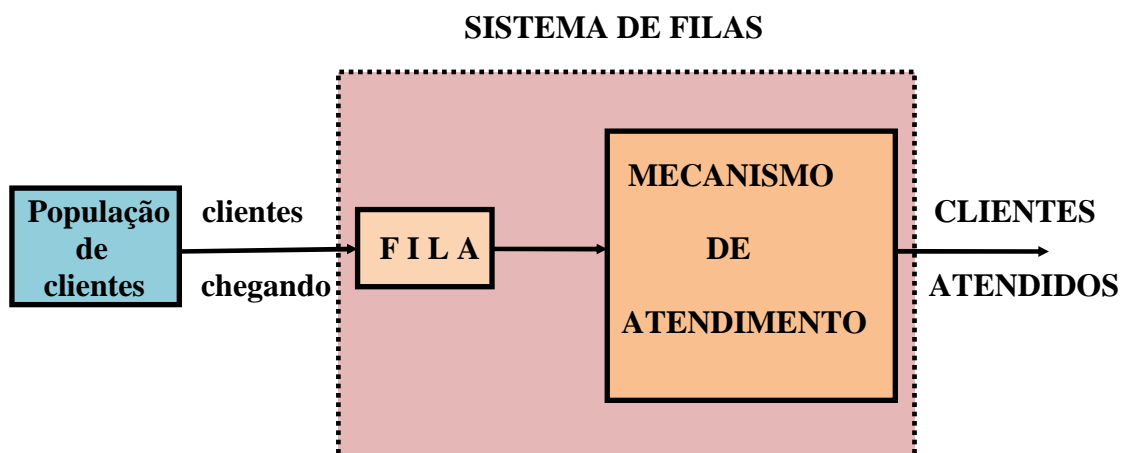 SISTEMA DE FILAS
População
de
clientes
clientes
chegando
F I L A
MECANISMO
DE
ATENDIMENTO
CLIENTES
ATENDIDOS